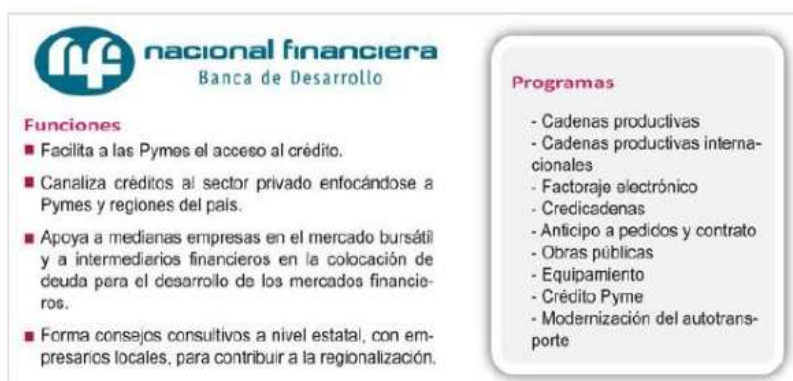 nf nacional financiera
Banca de Desarrollo
Funciones
■ Facilita a las Pymes el acceso al crédito.
■ Canaliza créditos al sector privado enfocándose a
Pymes y regiones del país.
■ Apoya a medianas empresas en el mercado bursátil
y a intermediarios financieros en la colocación de
deuda para el desarrollo de los mercados financie-
ros.
■ Forma consejos consultivos a nivel estatal, con em-
presarios locales, para contribuir a la regionalización.
Programas
- Cadenas productivas
- Cadenas productivas interna-
cionales
- Factoraje electrónico
- Credicadenas
- Anticipo a pedidos y contrato
- Obras públicas
- Equipamiento
- Crédito Pyme
- Modernización del autotrans-
porte